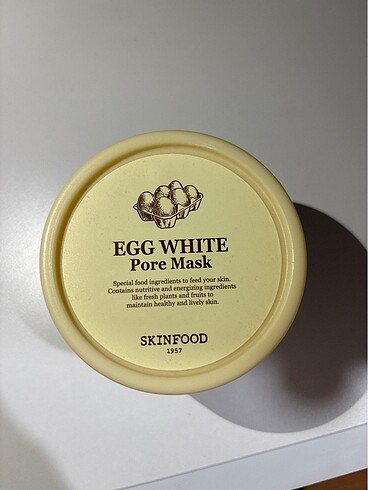 EGG WHITE
Pore Mask
Special food ingredients to feed your skin.
Contains nutritive and energizing ingredients
like fresh plants and fruits to
maintain healthy and lively skin.
SKINFOOD
1957